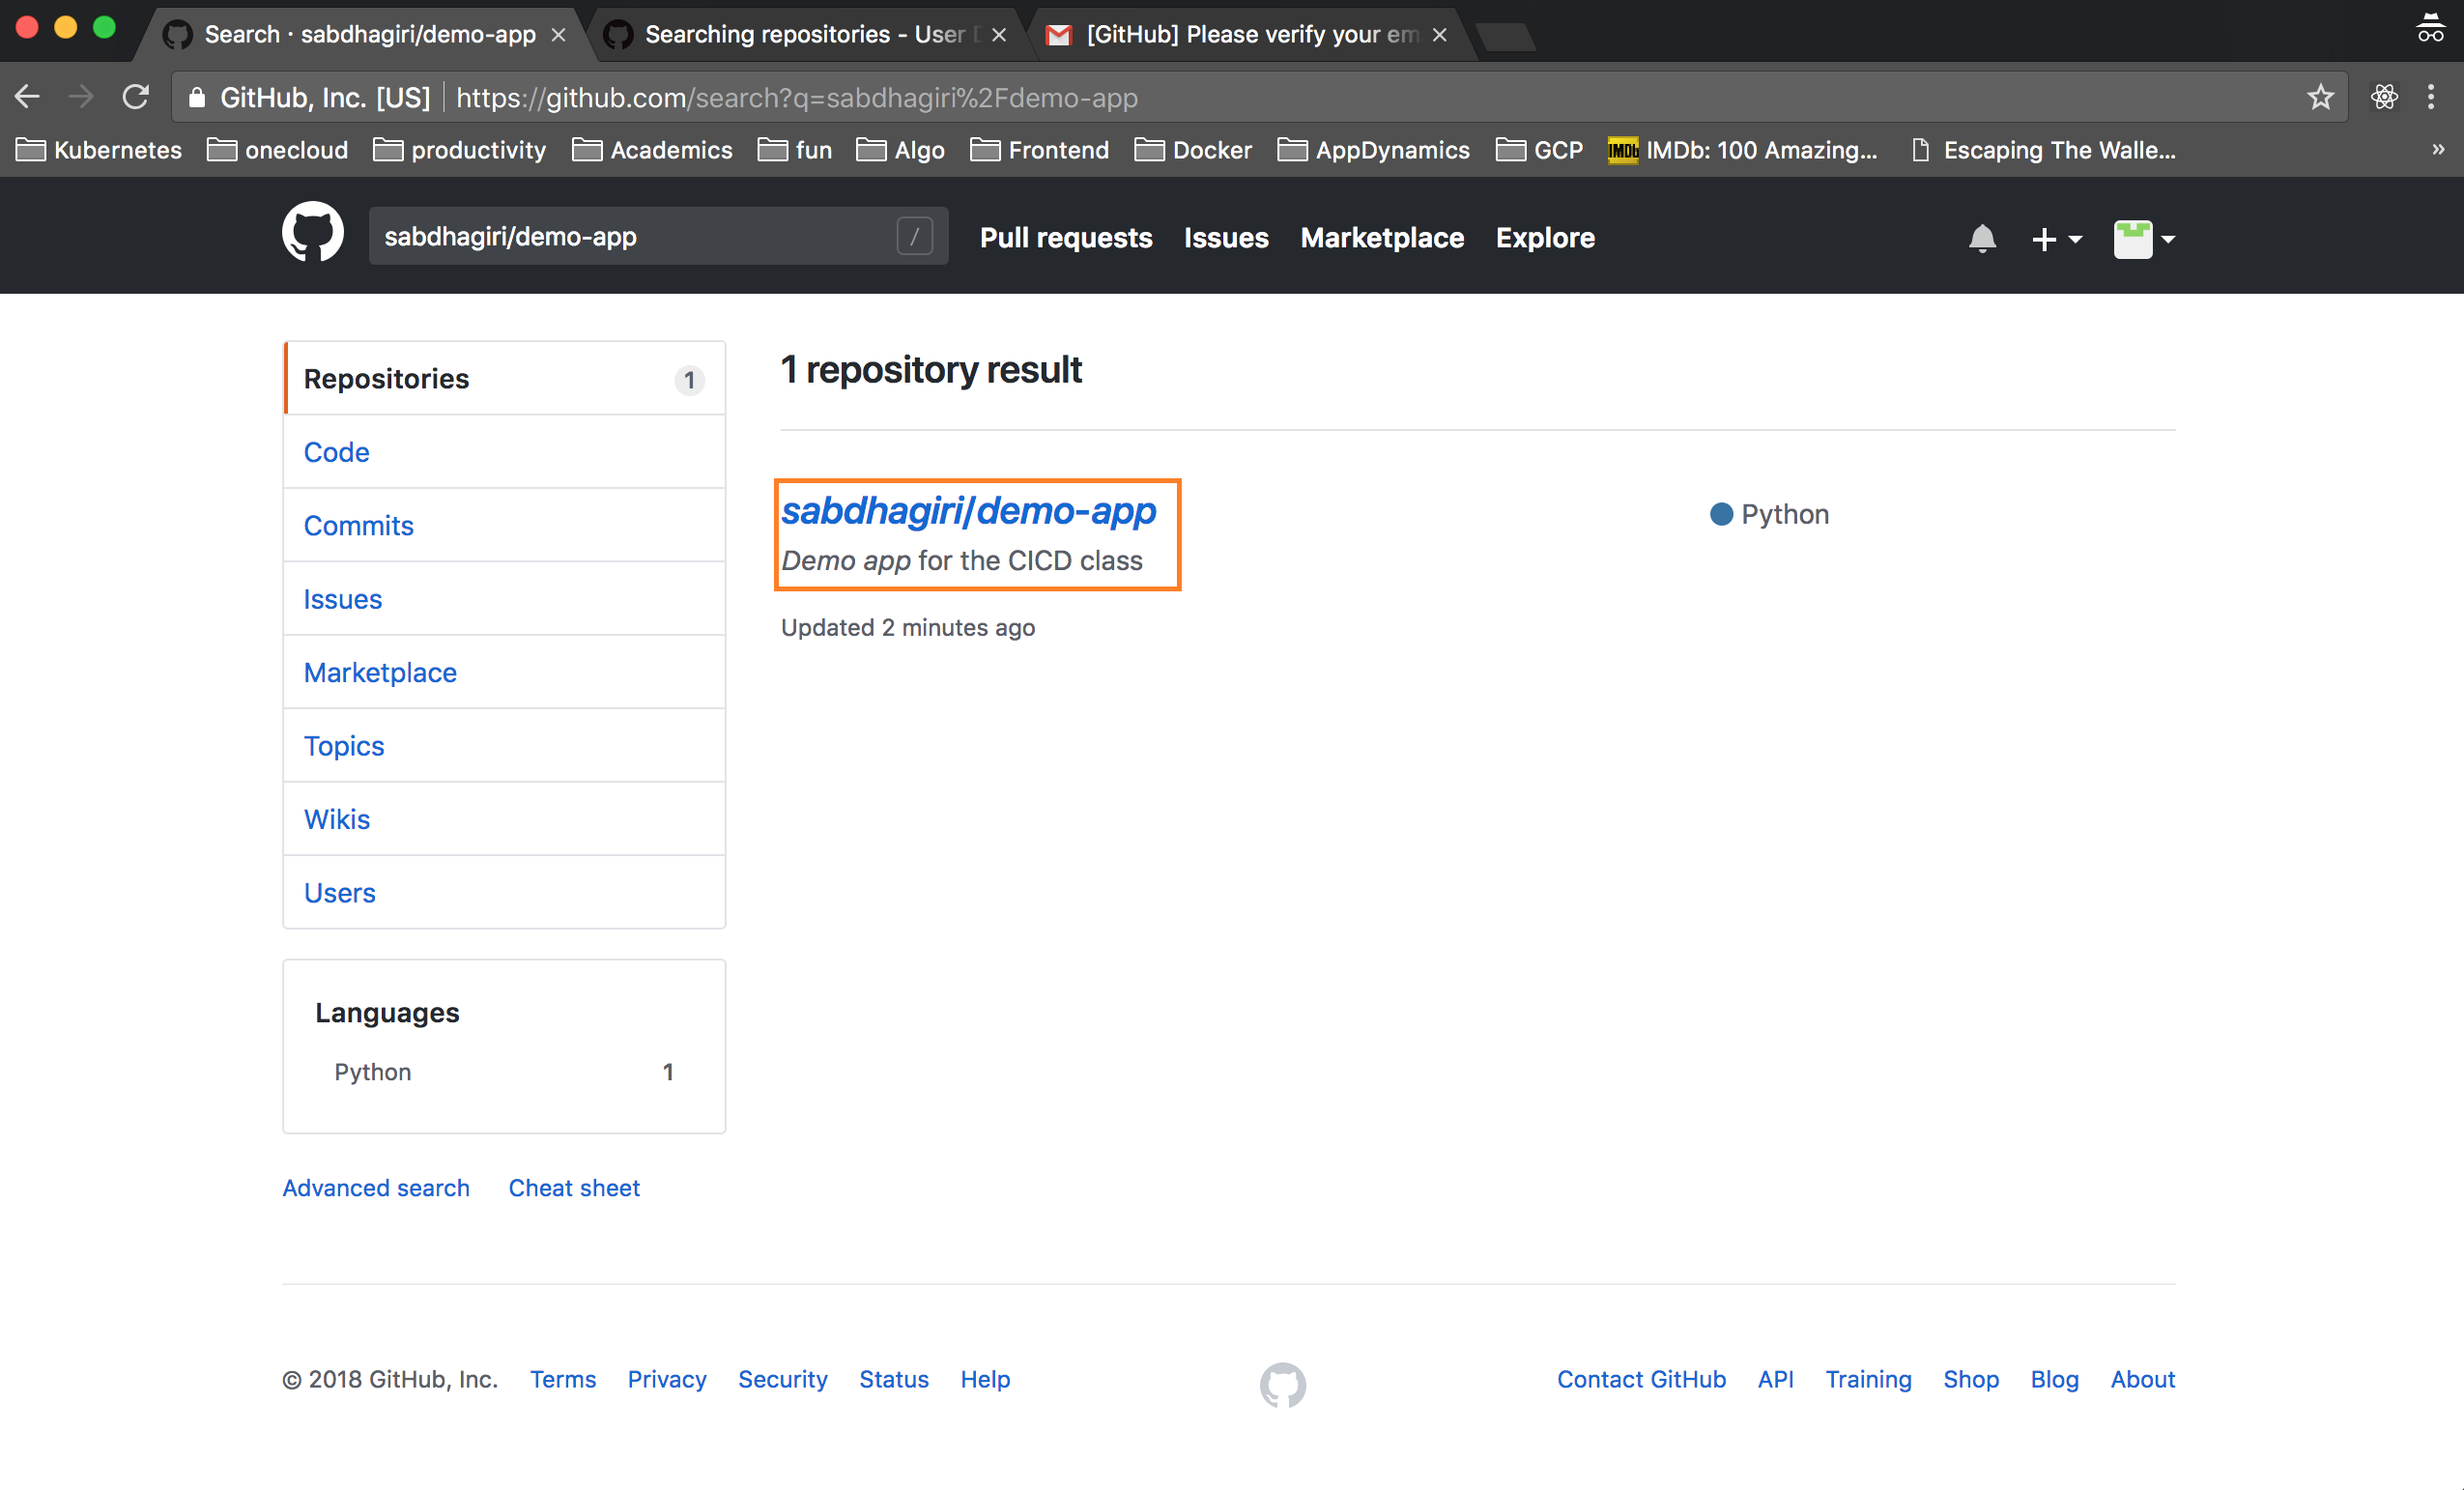 Search · sabdhagiri/demo-app
Searching repositories - User
[GitHub] Please verify your em
GitHub, Inc. [US] https://github.com/search?q=sabdhagiri%2Fdemo-app
Kubernetes onecloud productivity Academics fun Algo Frontend Docker AppDynamics GCP IMDb IMDb: 100 Amazing... Escaping The Walle... »
sabdhagiri/demo-app /
Pull requests Issues Marketplace Explore
Repositories 1
Code
Commits
Issues
Marketplace
Topics
Wikis
Users
Languages
Python 1
Advanced search Cheat sheet
1 repository result
sabdhagiri/demo-app
Python
Demo app for the CICD class
Updated 2 minutes ago
© 2018 GitHub, Inc. Terms Privacy Security Status Help
Contact GitHub API Training Shop Blog About